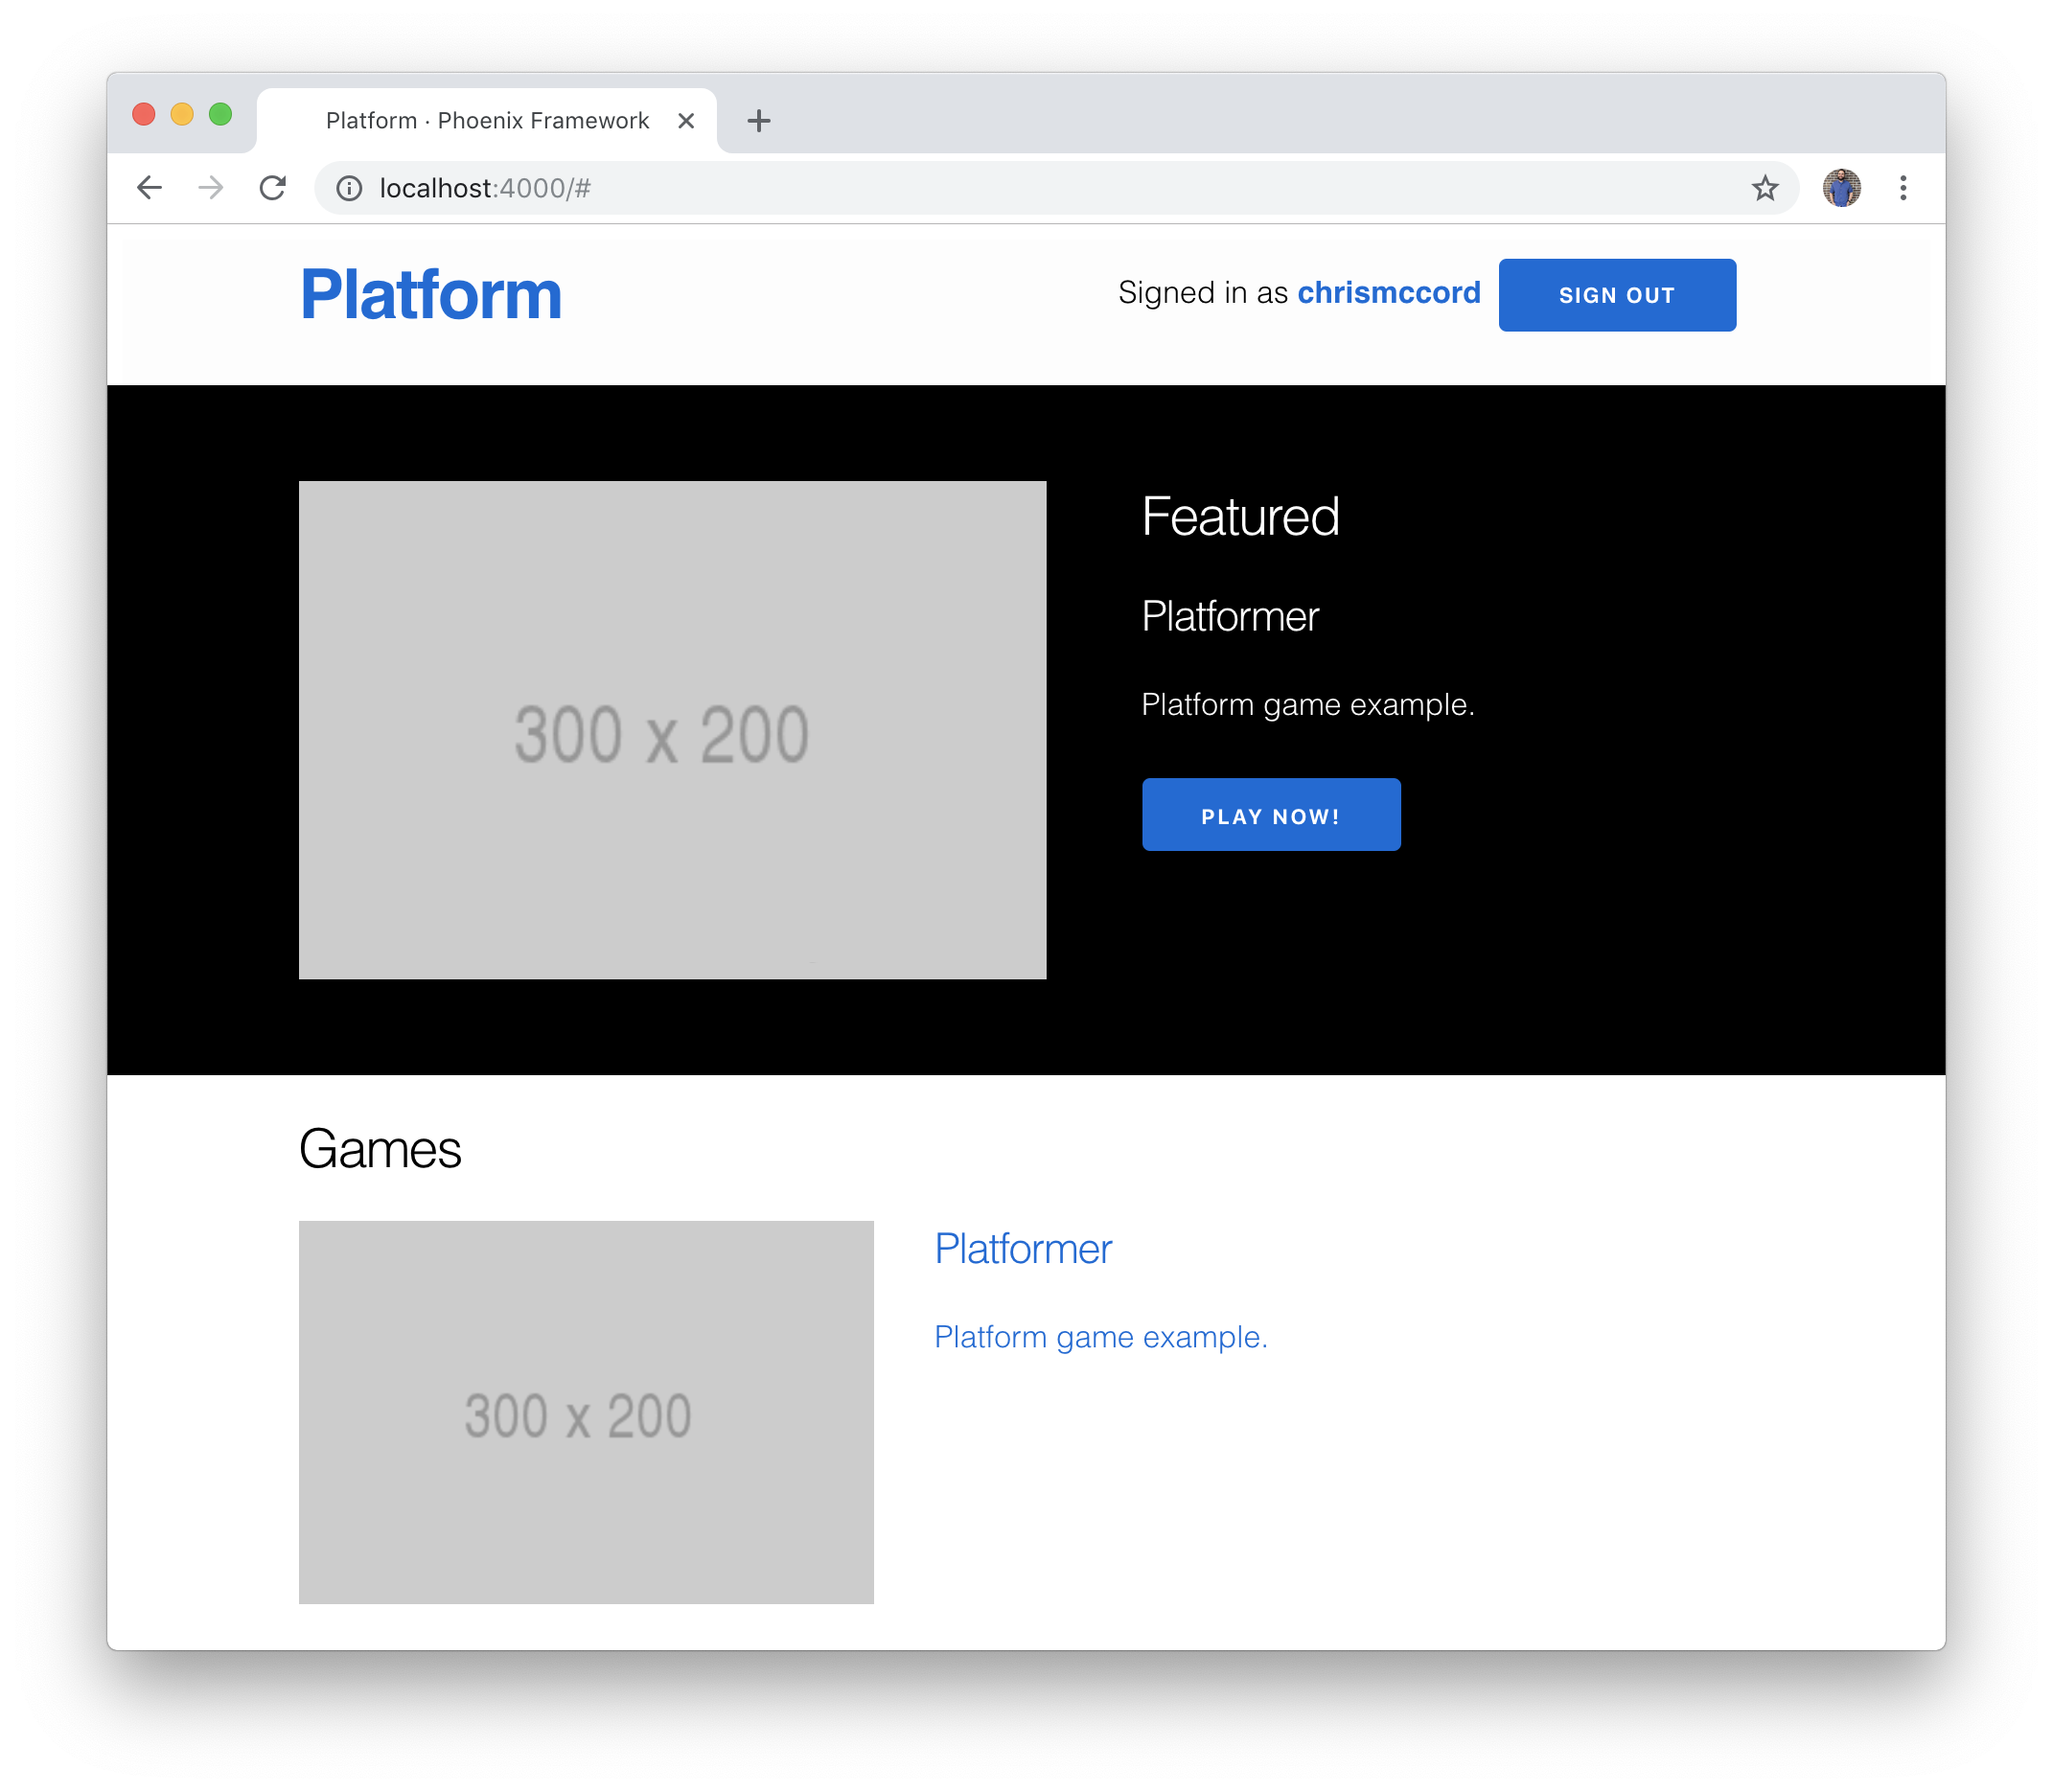 Platform · Phoenix Framework
localhost:4000/#
Platform
Signed in as chrismccord
SIGN OUT
300 x 200
Featured
Platformer
Platform game example.
PLAY NOW!
Games
300 x 200
Platformer
Platform game example.